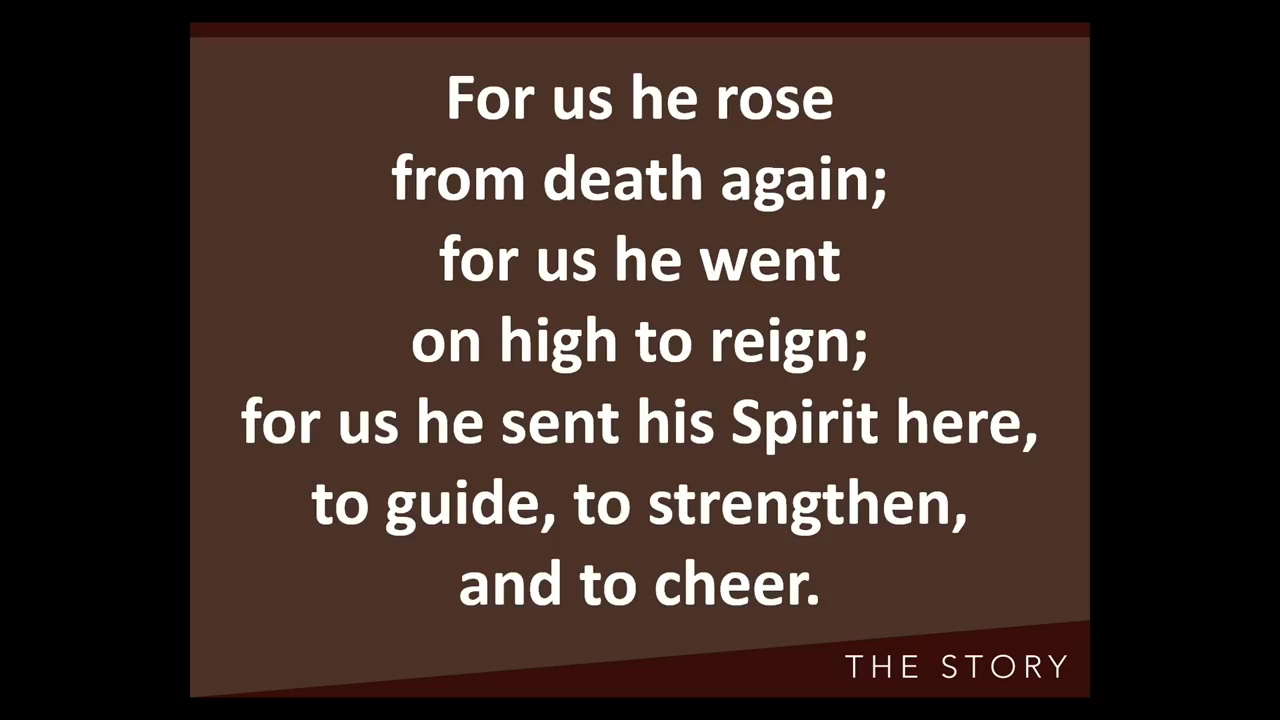 For us he rose
from death again;
for us he went
on high to reign;
for us he sent his Spirit here,
to guide, to strengthen,
and to cheer.
THE STORY